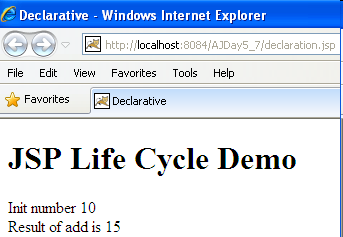 Declarative - Windows Internet Explorer
http://localhost:8084/AJDay5_7/declaration.jsp
File Edit View Favorites Tools Help
Favorites Declarative
JSP Life Cycle Demo
Init number 10
Result of add is 15